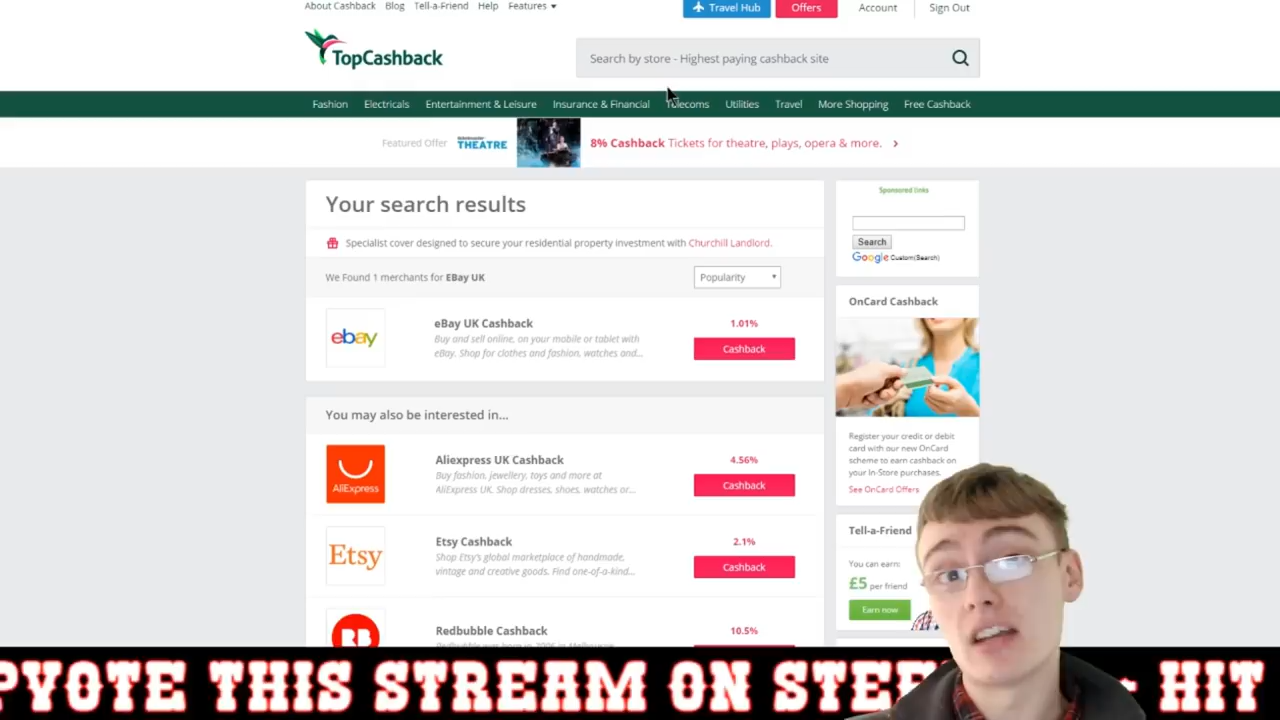 About Cashback Blog Tell-a-Friend Help Features
Travel Hub Offers Account Sign Out
TopCashback
Search by store - Highest paying cashback site
Fashion Electricals Entertainment & Leisure Insurance & Financial Telecoms Utilities Travel More Shopping Free Cashback
Featured Offer
THEATRE
8% Cashback Tickets for theatre, plays, opera & more.
Your search results
Specialist cover designed to secure your residential property investment with Churchill Landlord.
We Found 1 merchants for EBay UK
Popularity
ebay
eBay UK Cashback
Buy and sell online, on your mobile or tablet with
eBay. Shop for clothes and fashion, watches and...
1.01%
Cashback
You may also be interested in...
AliExpress
Aliexpress UK Cashback
Buy fashion, jewellery, toys and more at
AliExpress UK. Shop dresses, shoes, watches or...
4.56%
Cashback
Etsy
Etsy Cashback
Shop Etsy's global marketplace of handmade,
vintage and creative goods. Find one-of-a-kind...
2.1%
Cashback
Redbubble Cashback
10.5%
Sponsored links
Search
Google Custom(Search)
OnCard Cashback
Register your credit or debit
card with our new OnCard
scheme to earn cashback on
your In-Store purchases.
See OnCard Offers
Tell-a-Friend
You can earn:
£5 per friend
Earn now
PVOTE THIS STREAM ON STEE HIT